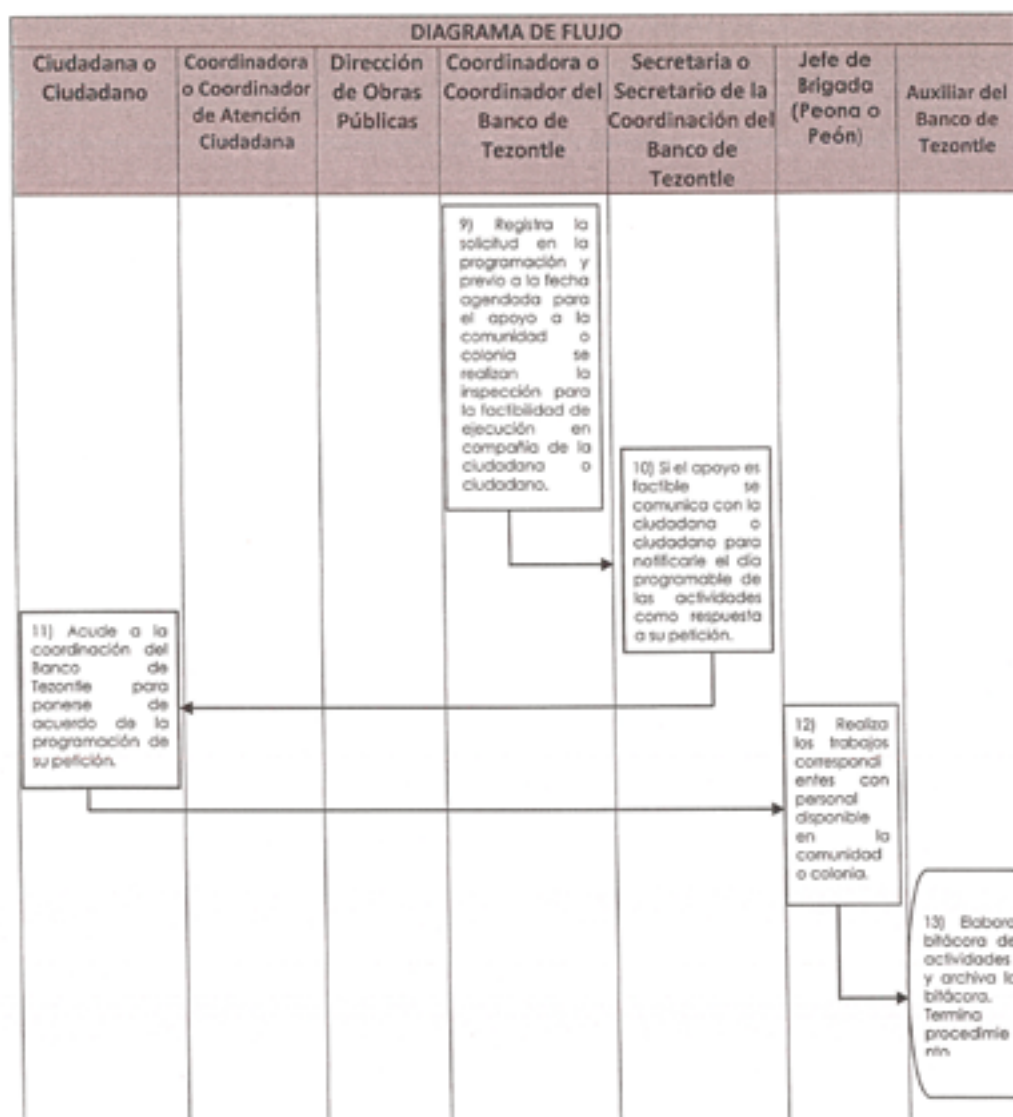 DIAGRAMA DE FLUJO
Ciudadana o
Ciudadano
Coordinadora
o Coordinador
de Atención
Ciudadana
Dirección
de Obras
Públicas
Coordinadora o
Coordinador del
Banco de
Tezontle
Secretaria o
Secretario de la
Coordinación del
Banco de
Tezontle
Jefe de
Brigada
(Peona o
Peón)
Auxiliar del
Banco de
Tezontle
9) Registra la
solicitud en la
programación y
previo a la fecha
agendada para
el apoyo a la
comunidad o
colonia se
realizan la
inspección para
la factibilidad de
ejecución en
compañía de la
ciudadana o
ciudadano.
10) Si el apoyo es
factible se
comunica con la
ciudadana o
ciudadano para
notificarle el día
programable de
las actividades
como respuesta
a su petición.
11) Acude a la
coordinación del
Banco de
Tezontle para
ponerse de
acuerdo de la
programación de
su petición.
12) Realiza
los trabajos
correspondi
entes con
personal
disponible
en la
comunidad
o colonia.
13) Elabora
bitácora de
actividades
y archiva la
bitácora.
Termina
procedimie
nto